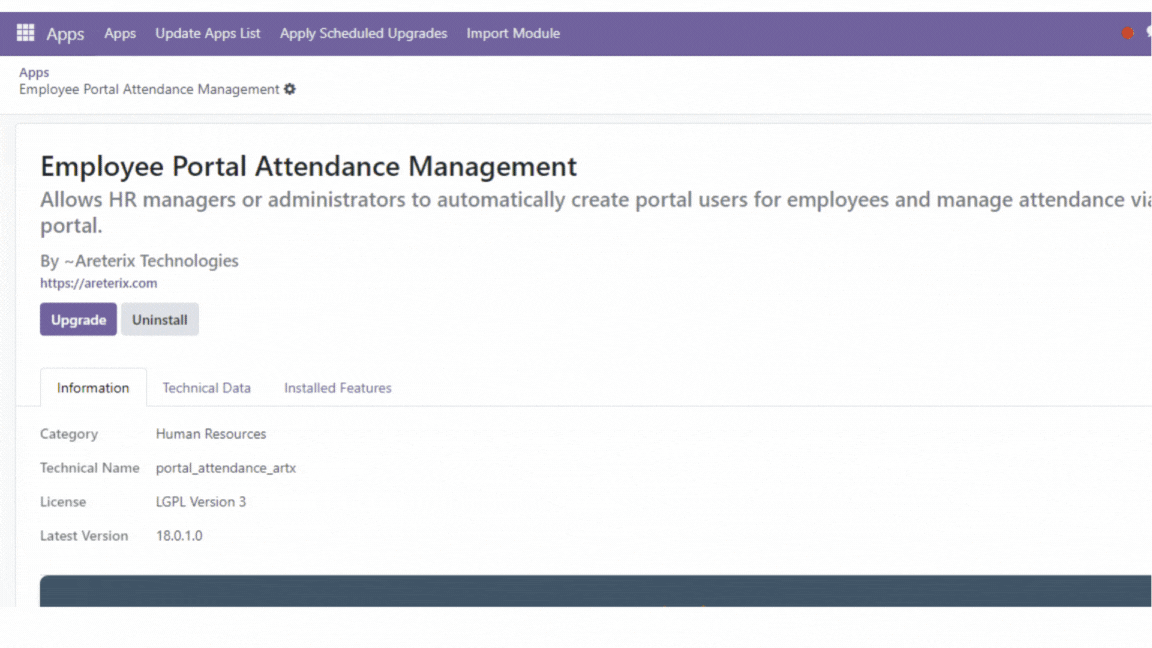 Apps Apps Update Apps List Apply Scheduled Upgrades Import Module
Apps
Employee Portal Attendance Management
Employee Portal Attendance Management
Allows HR managers or administrators to automatically create portal users for employees and manage attendance
portal.
By ~Areterix Technologies
https://areterix.com
Upgrade Uninstall
Information Technical Data Installed Features
Category Human Resources
Technical Name portal_attendance_artx
License LGPL Version 3
Latest Version 18.0.1.0